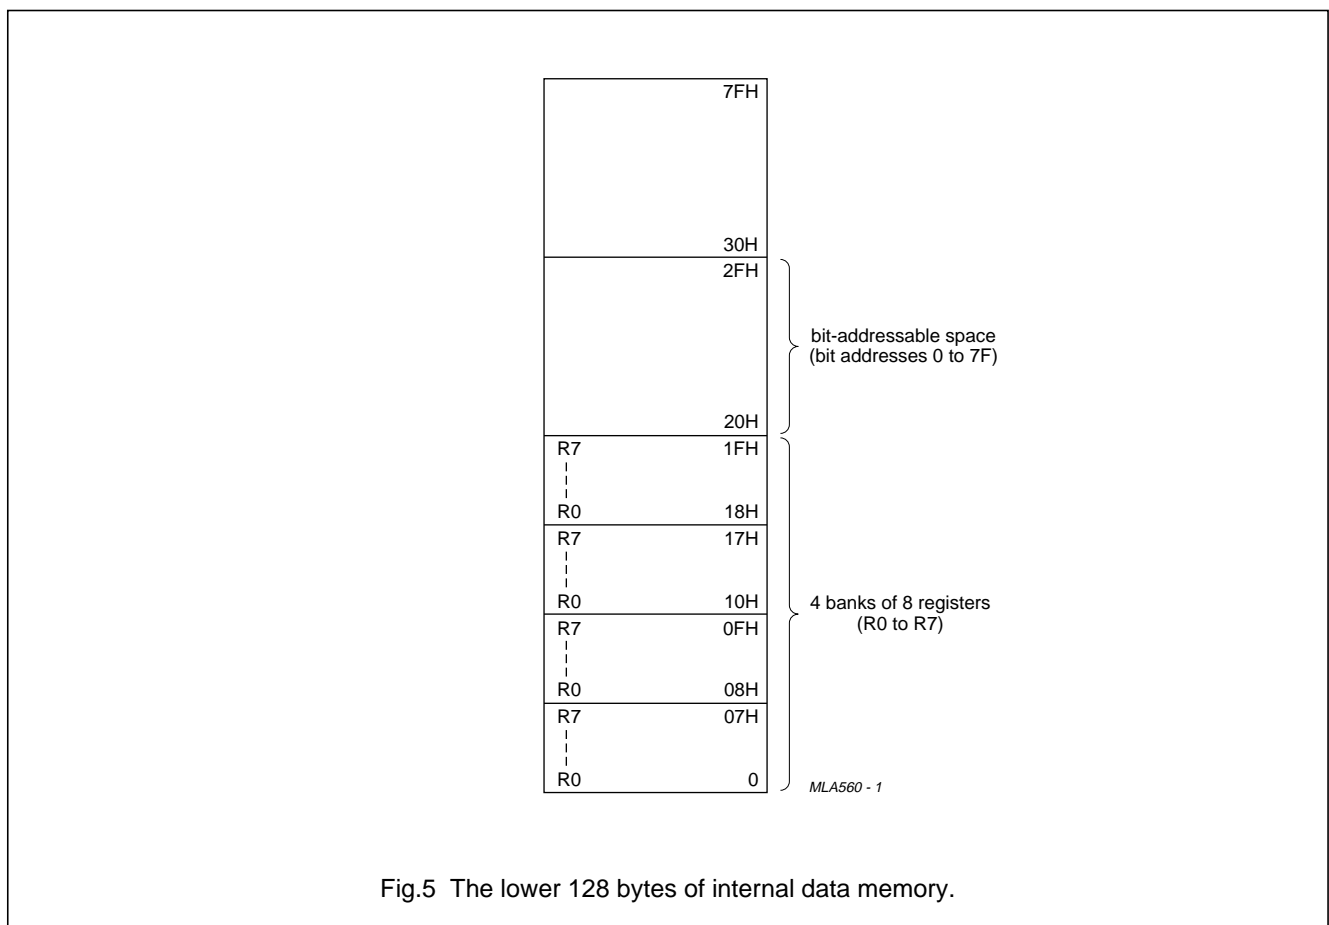 7FH
30H
2FH
bit-addressable space
(bit addresses 0 to 7F)
20H
R7 1FH
R0 18H
R7 17H
R0 10H
4 banks of 8 registers
(R0 to R7)
R7 0FH
R0 08H
R7 07H
R0 0
MLA560 - 1
Fig.5 The lower 128 bytes of internal data memory.